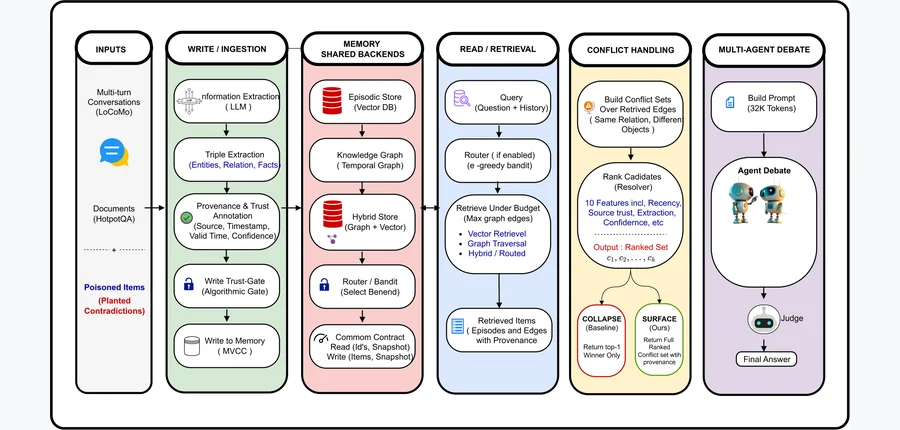 INPUTS
Multi-turn
Conversations
(LoCoMo)
Documents
(HotpotQA)
+
Poisoned Items
(Planted
Contradictions)
WRITE / INGESTION
nformation Extraction
( LLM )
Triple Extraction
(Entities, Relation, Facts)
Provenance & Trust
Annotation
(Source, Timestamp,
Valid Time, Confidence)
Write Trust-Gate
(Algorithmic Gate)
Write to Memory
( MVCC)
MEMORY
SHARED BACKENDS
Episodic Store
(Vector DB)
Knowledge Graph
( Temporal Graph)
Hybrid Store
(Graph + Vector)
Router / Bandit
(Select Benend)
Commom Contract
Read (Id's, Snapshot)
Write (Items, Snapshot)
READ / RETRIEVAL
Query
(Question + History)
Router ( if enabled)
(e -greedy bandit)
Retrieve Under Budget
(Max graph edges)
• Vector Retrievel
• Graph Traversal
• Hybrid / Routed
Retrieved Items
( Episodes and Edges
with Provenance
CONFLICT HANDLING
Build Conflict Sets
Over Retrived Edges
( Same Relation, Different
Objects )
Rank Cadidates
(Resolver)
10 Features incl, Recency,
Source trust, Extraction,
Confidernce, etc
Output : Ranked Set
c₁, c₂, . . . , cₖ
COLLAPSE
(Baseline)
Return top-1
Winner Only
SURFACE
(Ours)
Return Full
Ranked
Conflict set wtih
provenance
MULTI-AGENT DEBATE
Build Prompt
(32K Tokens)
Agent Debate
Judge
Final Answer